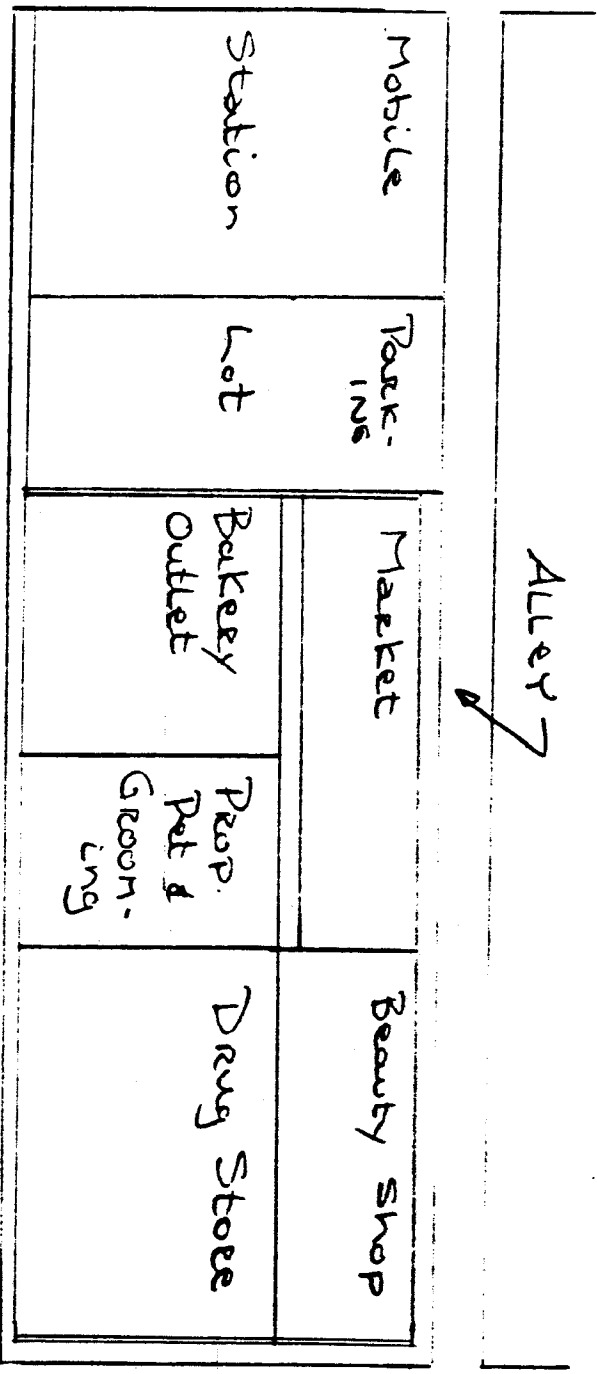 ALLEY
Mobile
Station
Park-
ING
Lot
Market
Bakery
Outlet
Prop.
Pet &
Groom-
ing
Beauty Shop
Drug Store